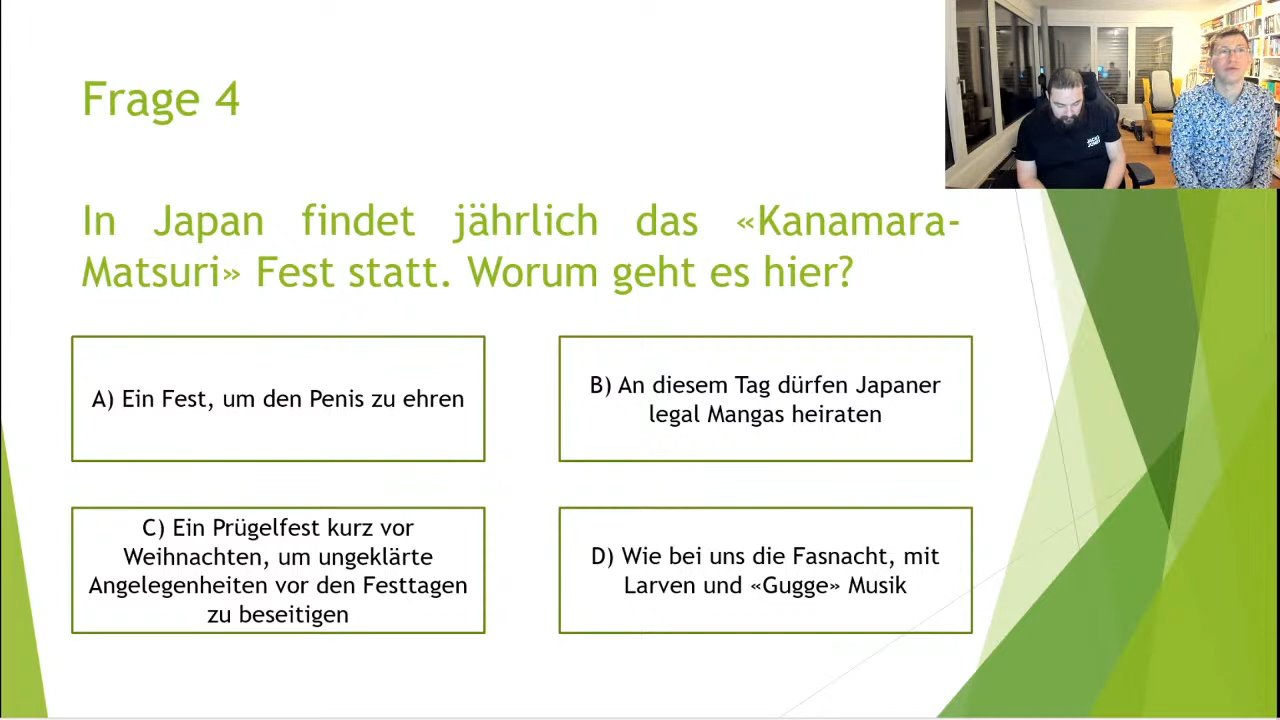 Frage 4
In Japan findet jährlich das «Kanamara-
Matsuri» Fest statt. Worum geht es hier?
A) Ein Fest, um den Penis zu ehren
B) An diesem Tag dürfen Japaner
legal Mangas heiraten
C) Ein Prügelfest kurz vor
Weihnachten, um ungeklärte
Angelegenheiten vor den Festtagen
zu beseitigen
D) Wie bei uns die Fasnacht, mit
Larven und «Gugge» Musik